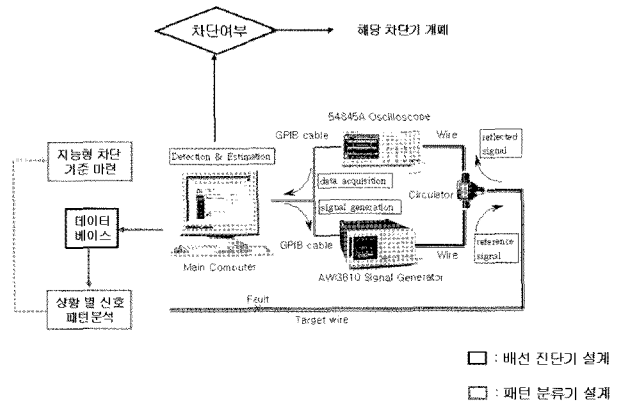 차단여부
해당 차단기 개폐
54845A Oscilloscope
GPIB cable
Wire
reflected
signal
지능형 차단
기준 마련
Detection & Estimation
data acquisition
signal generation
Circulator
데이터
베이스
GPIB cable
Wire
reference
signal
Main Computer
AWG610 Signal Generator
상황 별 신호
패턴분석
Fault
Target wire
: 배선 진단기 설계
: 패턴 분류기 설계